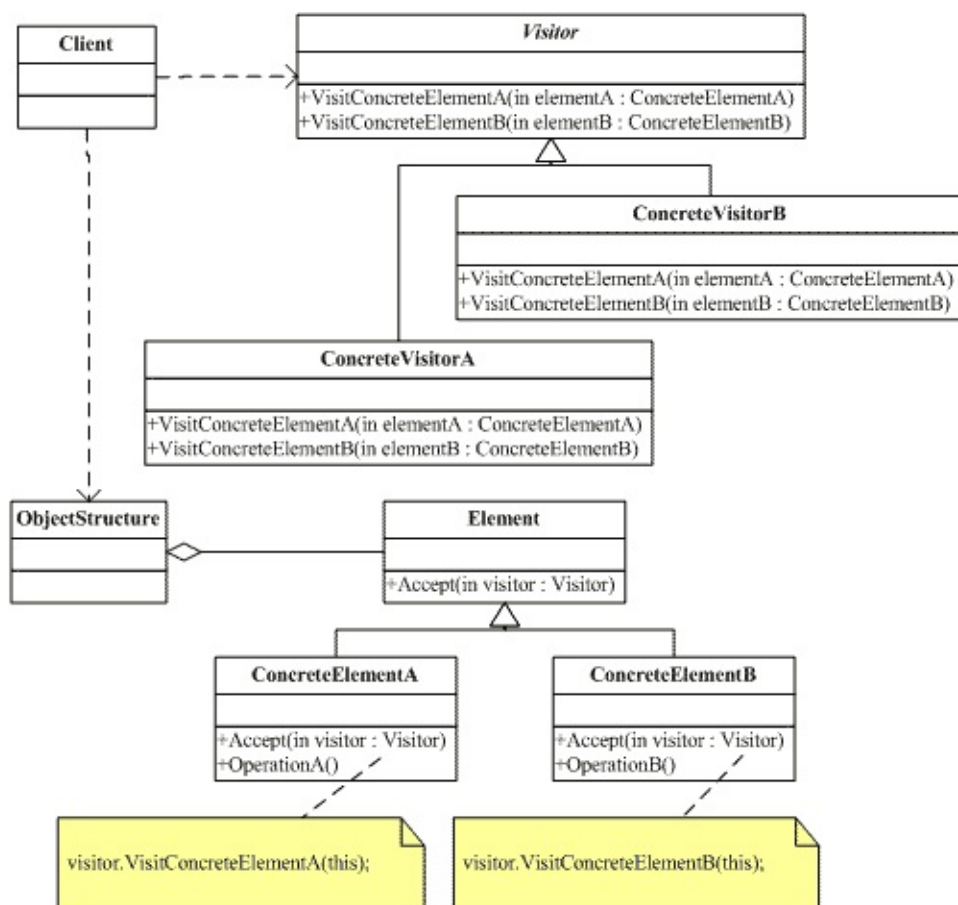 Client
Visitor
+VisitConcreteElementA(in elementA : ConcreteElementA)
+VisitConcreteElementB(in elementB : ConcreteElementB)
ConcreteVisitorB
+VisitConcreteElementA(in elementA : ConcreteElementA)
+VisitConcreteElementB(in elementB : ConcreteElementB)
ConcreteVisitorA
+VisitConcreteElementA(in elementA : ConcreteElementA)
+VisitConcreteElementB(in elementB : ConcreteElementB)
ObjectStructure
Element
+Accept(in visitor : Visitor)
ConcreteElementA
+Accept(in visitor : Visitor)
+OperationA()
ConcreteElementB
+Accept(in visitor : Visitor)
+OperationB()
visitor.VisitConcreteElementA(this);
visitor.VisitConcreteElementB(this);